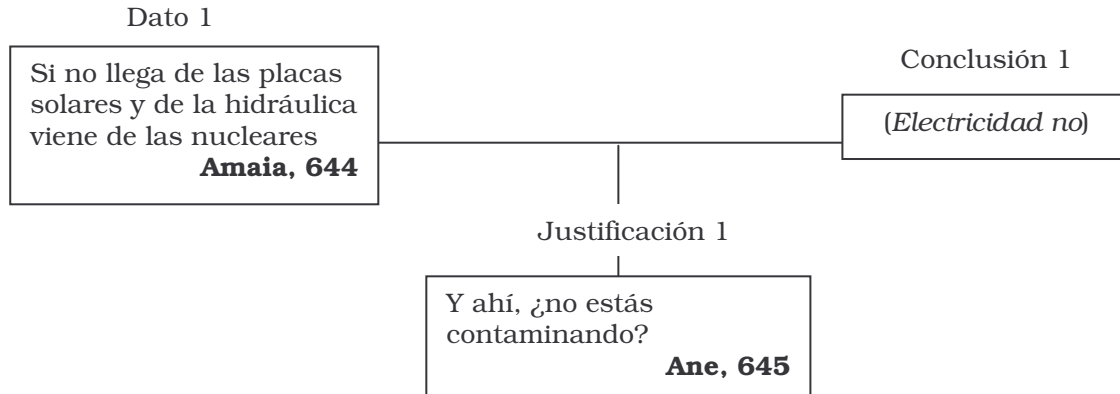 Dato 1
Si no llega de las placas
solares y de la hidráulica
viene de las nucleares
Amaia, 644
Conclusión 1
(Electricidad no)
Justificación 1
Y ahí, ¿no estás
contaminando?
Ane, 645